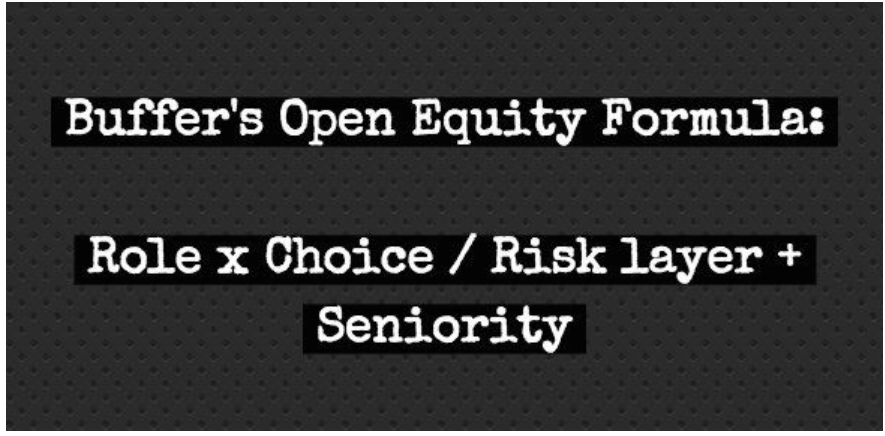 Buffer's Open Equity Formula:
Role x Choice / Risk layer +
Seniority